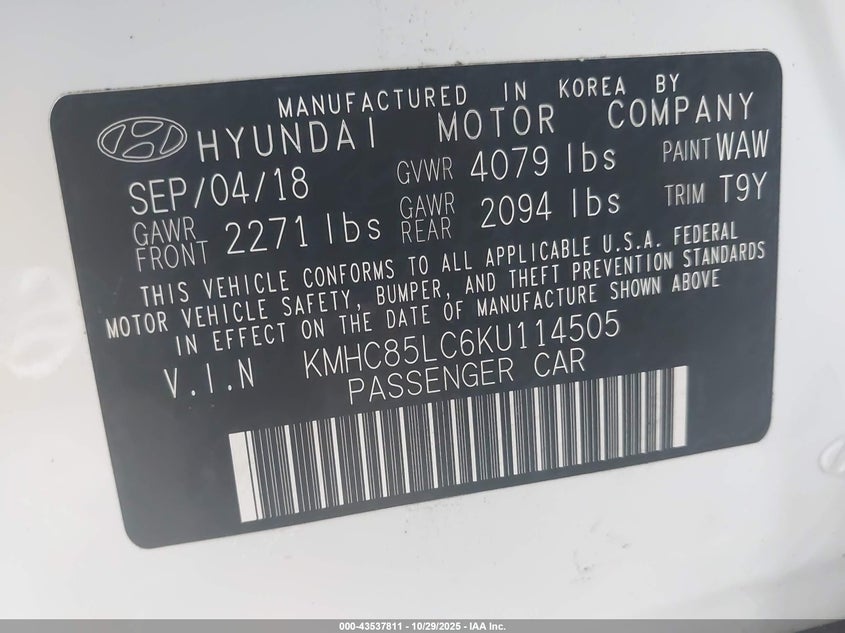 MANUFACTURED IN KOREA BY
HYUNDAI MOTOR COMPANY
SEP/04/18 GVWR 4079 lbs PAINT WAW
GAWR FRONT 2271 lbs GAWR REAR 2094 lbs TRIM T9Y
THIS VEHICLE CONFORMS TO ALL APPLICABLE U.S.A. FEDERAL
MOTOR VEHICLE SAFETY, BUMPER, AND THEFT PREVENTION STANDARDS
IN EFFECT ON THE DATE OF MANUFACTURE SHOWN ABOVE
V.I.N KMHC85LC6KU114505
PASSENGER CAR
000-43537811 - 10/29/2025 - IAA Inc.